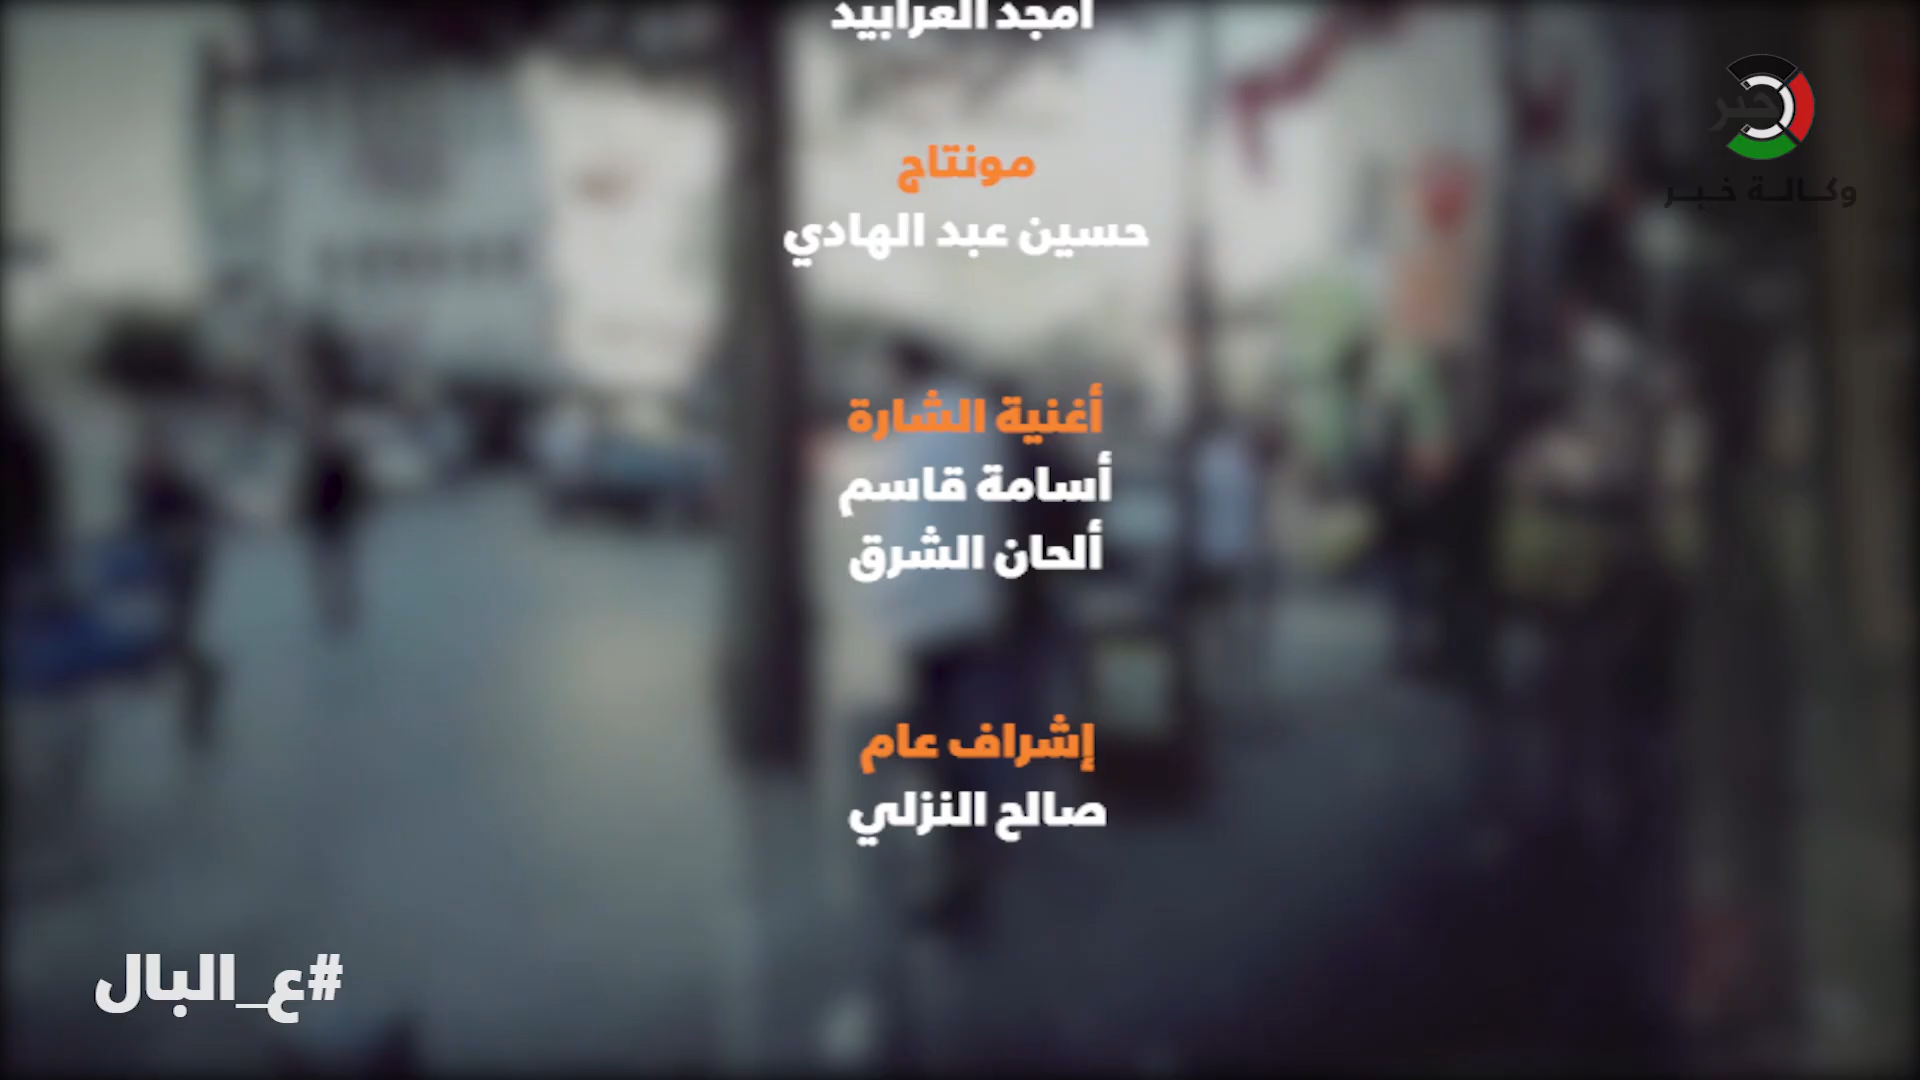 أمجد العرابيد
مونتاج
حسين عبد الهادي
أغنية الشارة
أسامة قاسم
ألحان الشرق
إشراف عام
صالح النزلي
#ع_البال
خبر
وكالة خبر